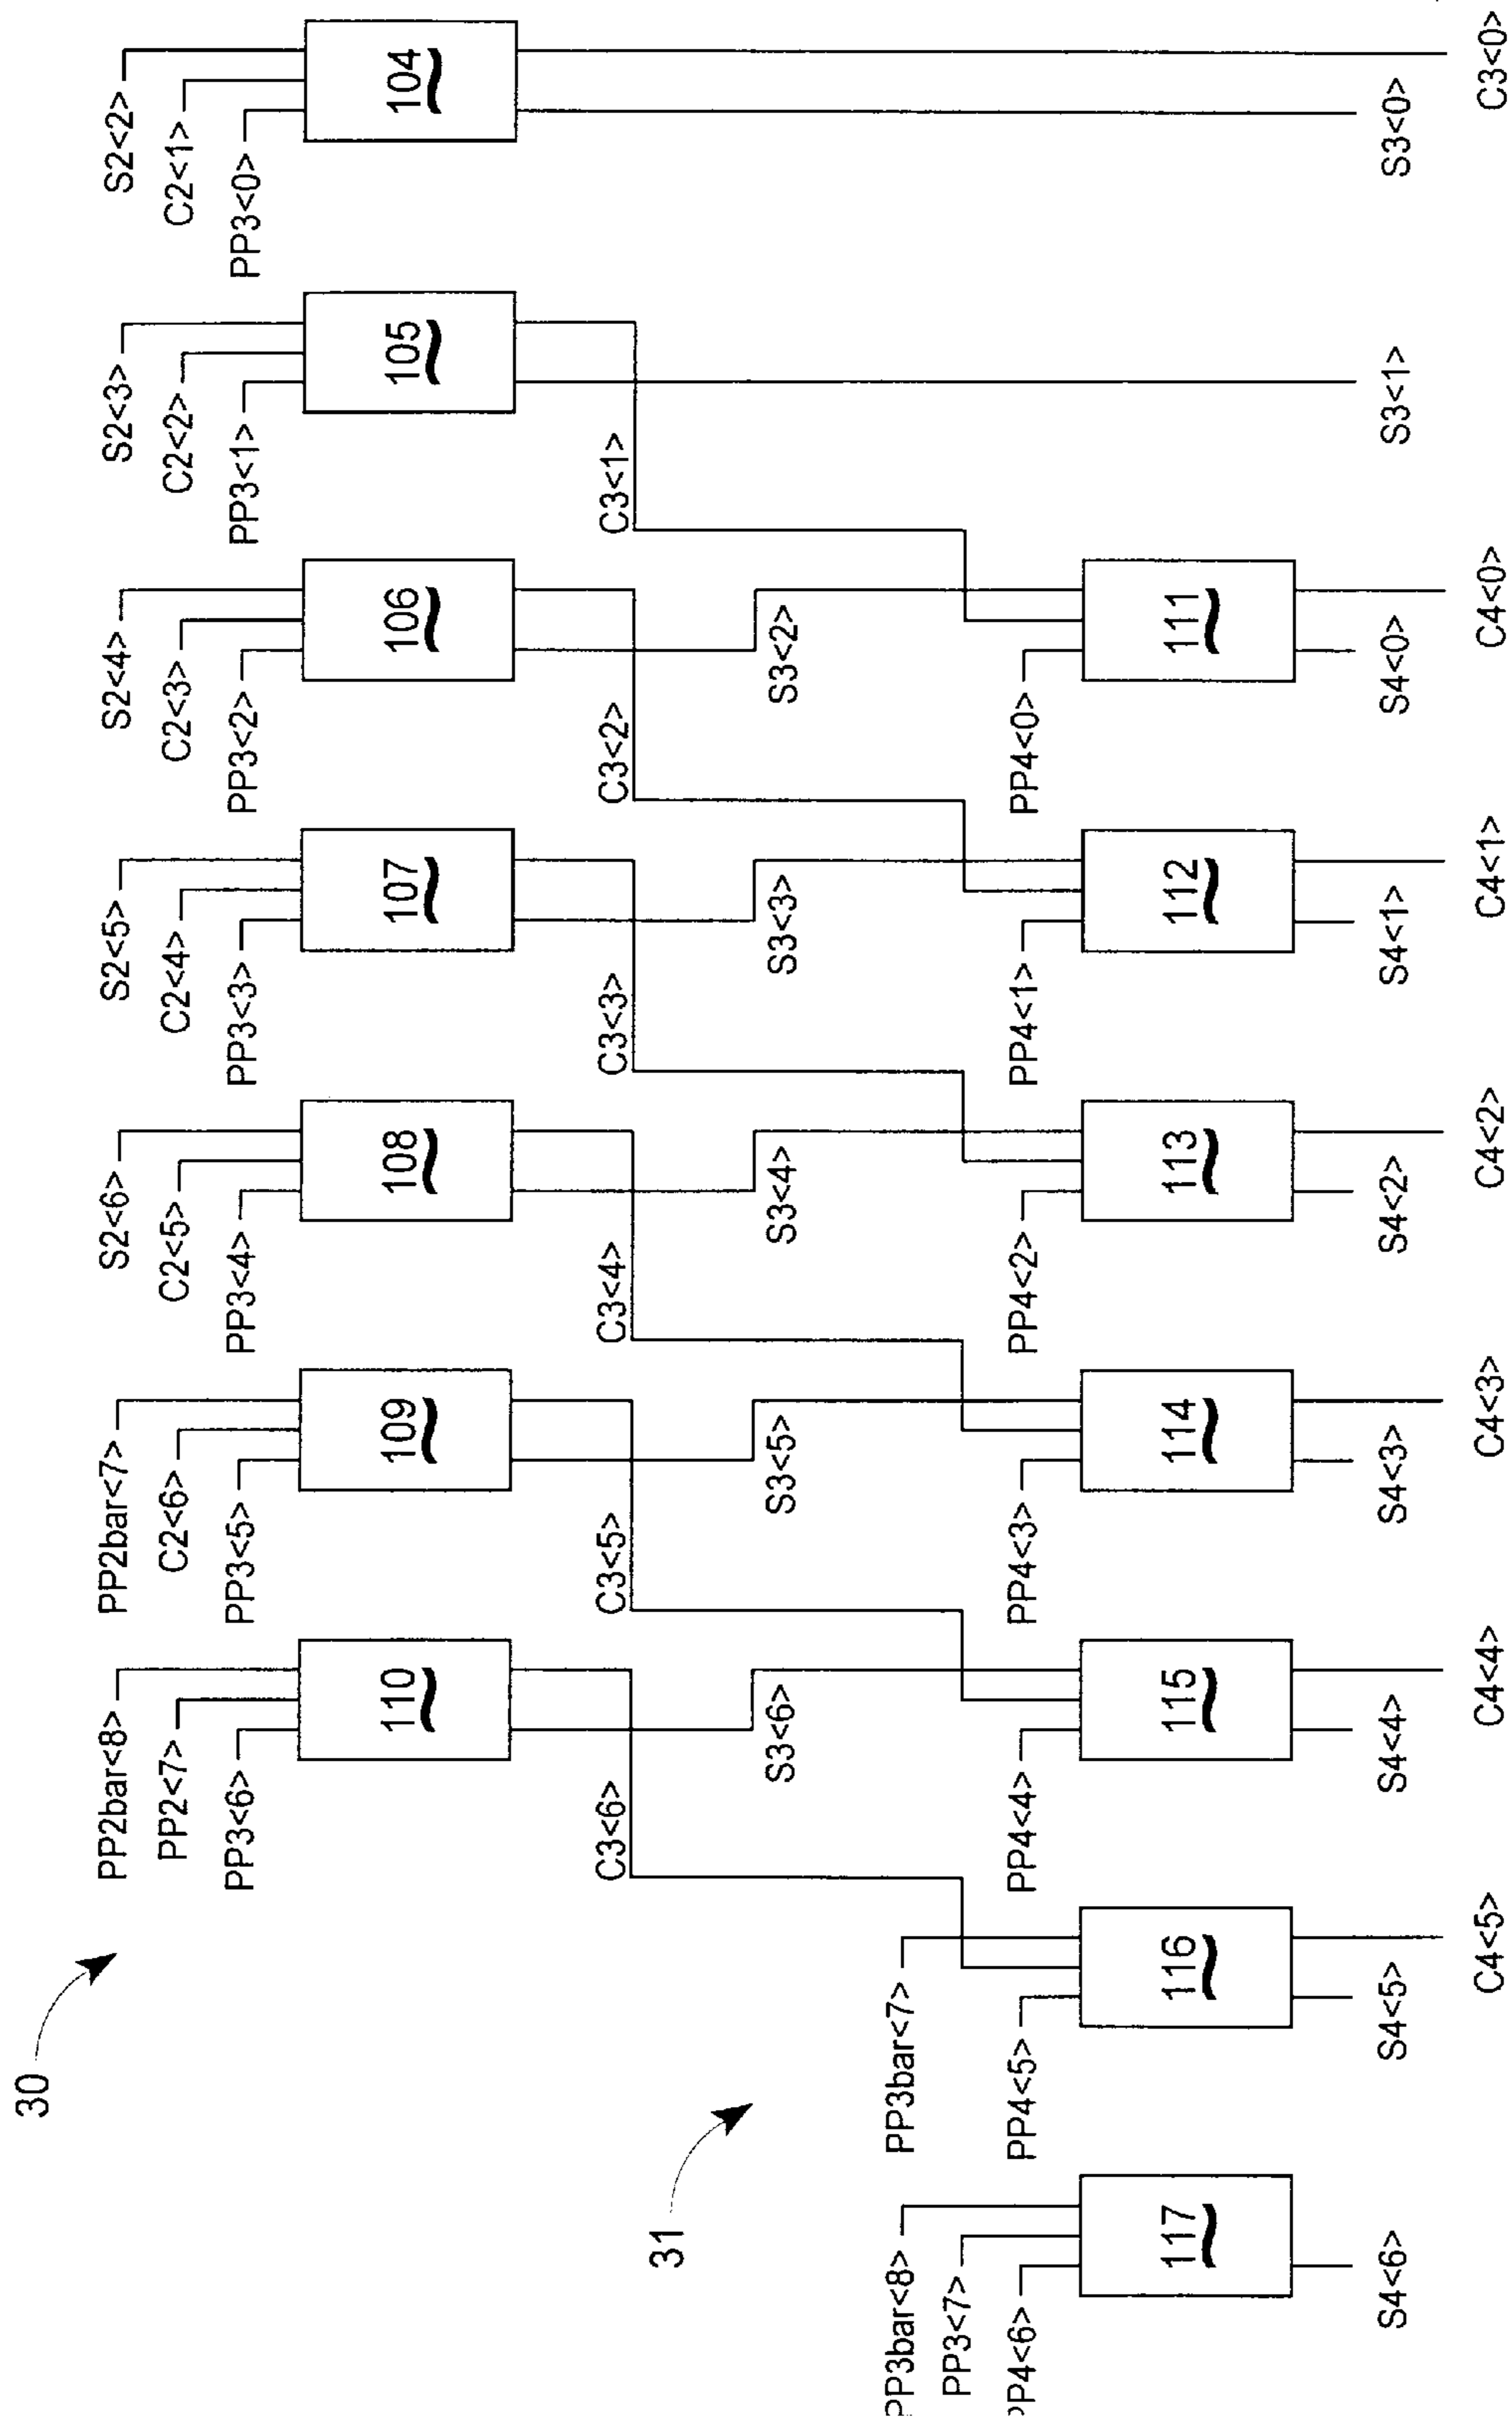 30
PP2bar<8>
PP2<7>
PP3<6>
110
PP2bar<7>
C2<6>
PP3<5>
109
S2<6>
C2<5>
PP3<4>
108
S2<5>
C2<4>
PP3<3>
107
S2<4>
C2<3>
PP3<2>
106
S2<3>
C2<2>
PP3<1>
105
S2<2>
C2<1>
PP3<0>
104
C3<6>
C3<5>
C3<4>
C3<3>
C3<2>
C3<1>
31
S3<6>
S3<5>
S3<4>
S3<3>
S3<2>
PP3bar<8>
PP3<7>
PP4<6>
117
PP3bar<7>
PP4<5>
116
PP4<4>
115
PP4<3>
114
PP4<2>
113
PP4<1>
112
PP4<0>
111
S4<6>
S4<5>
S4<4>
S4<3>
S4<2>
S4<1>
S4<0>
S3<1>
S3<0>
C4<5>
C4<4>
C4<3>
C4<2>
C4<1>
C4<0>
C3<0>